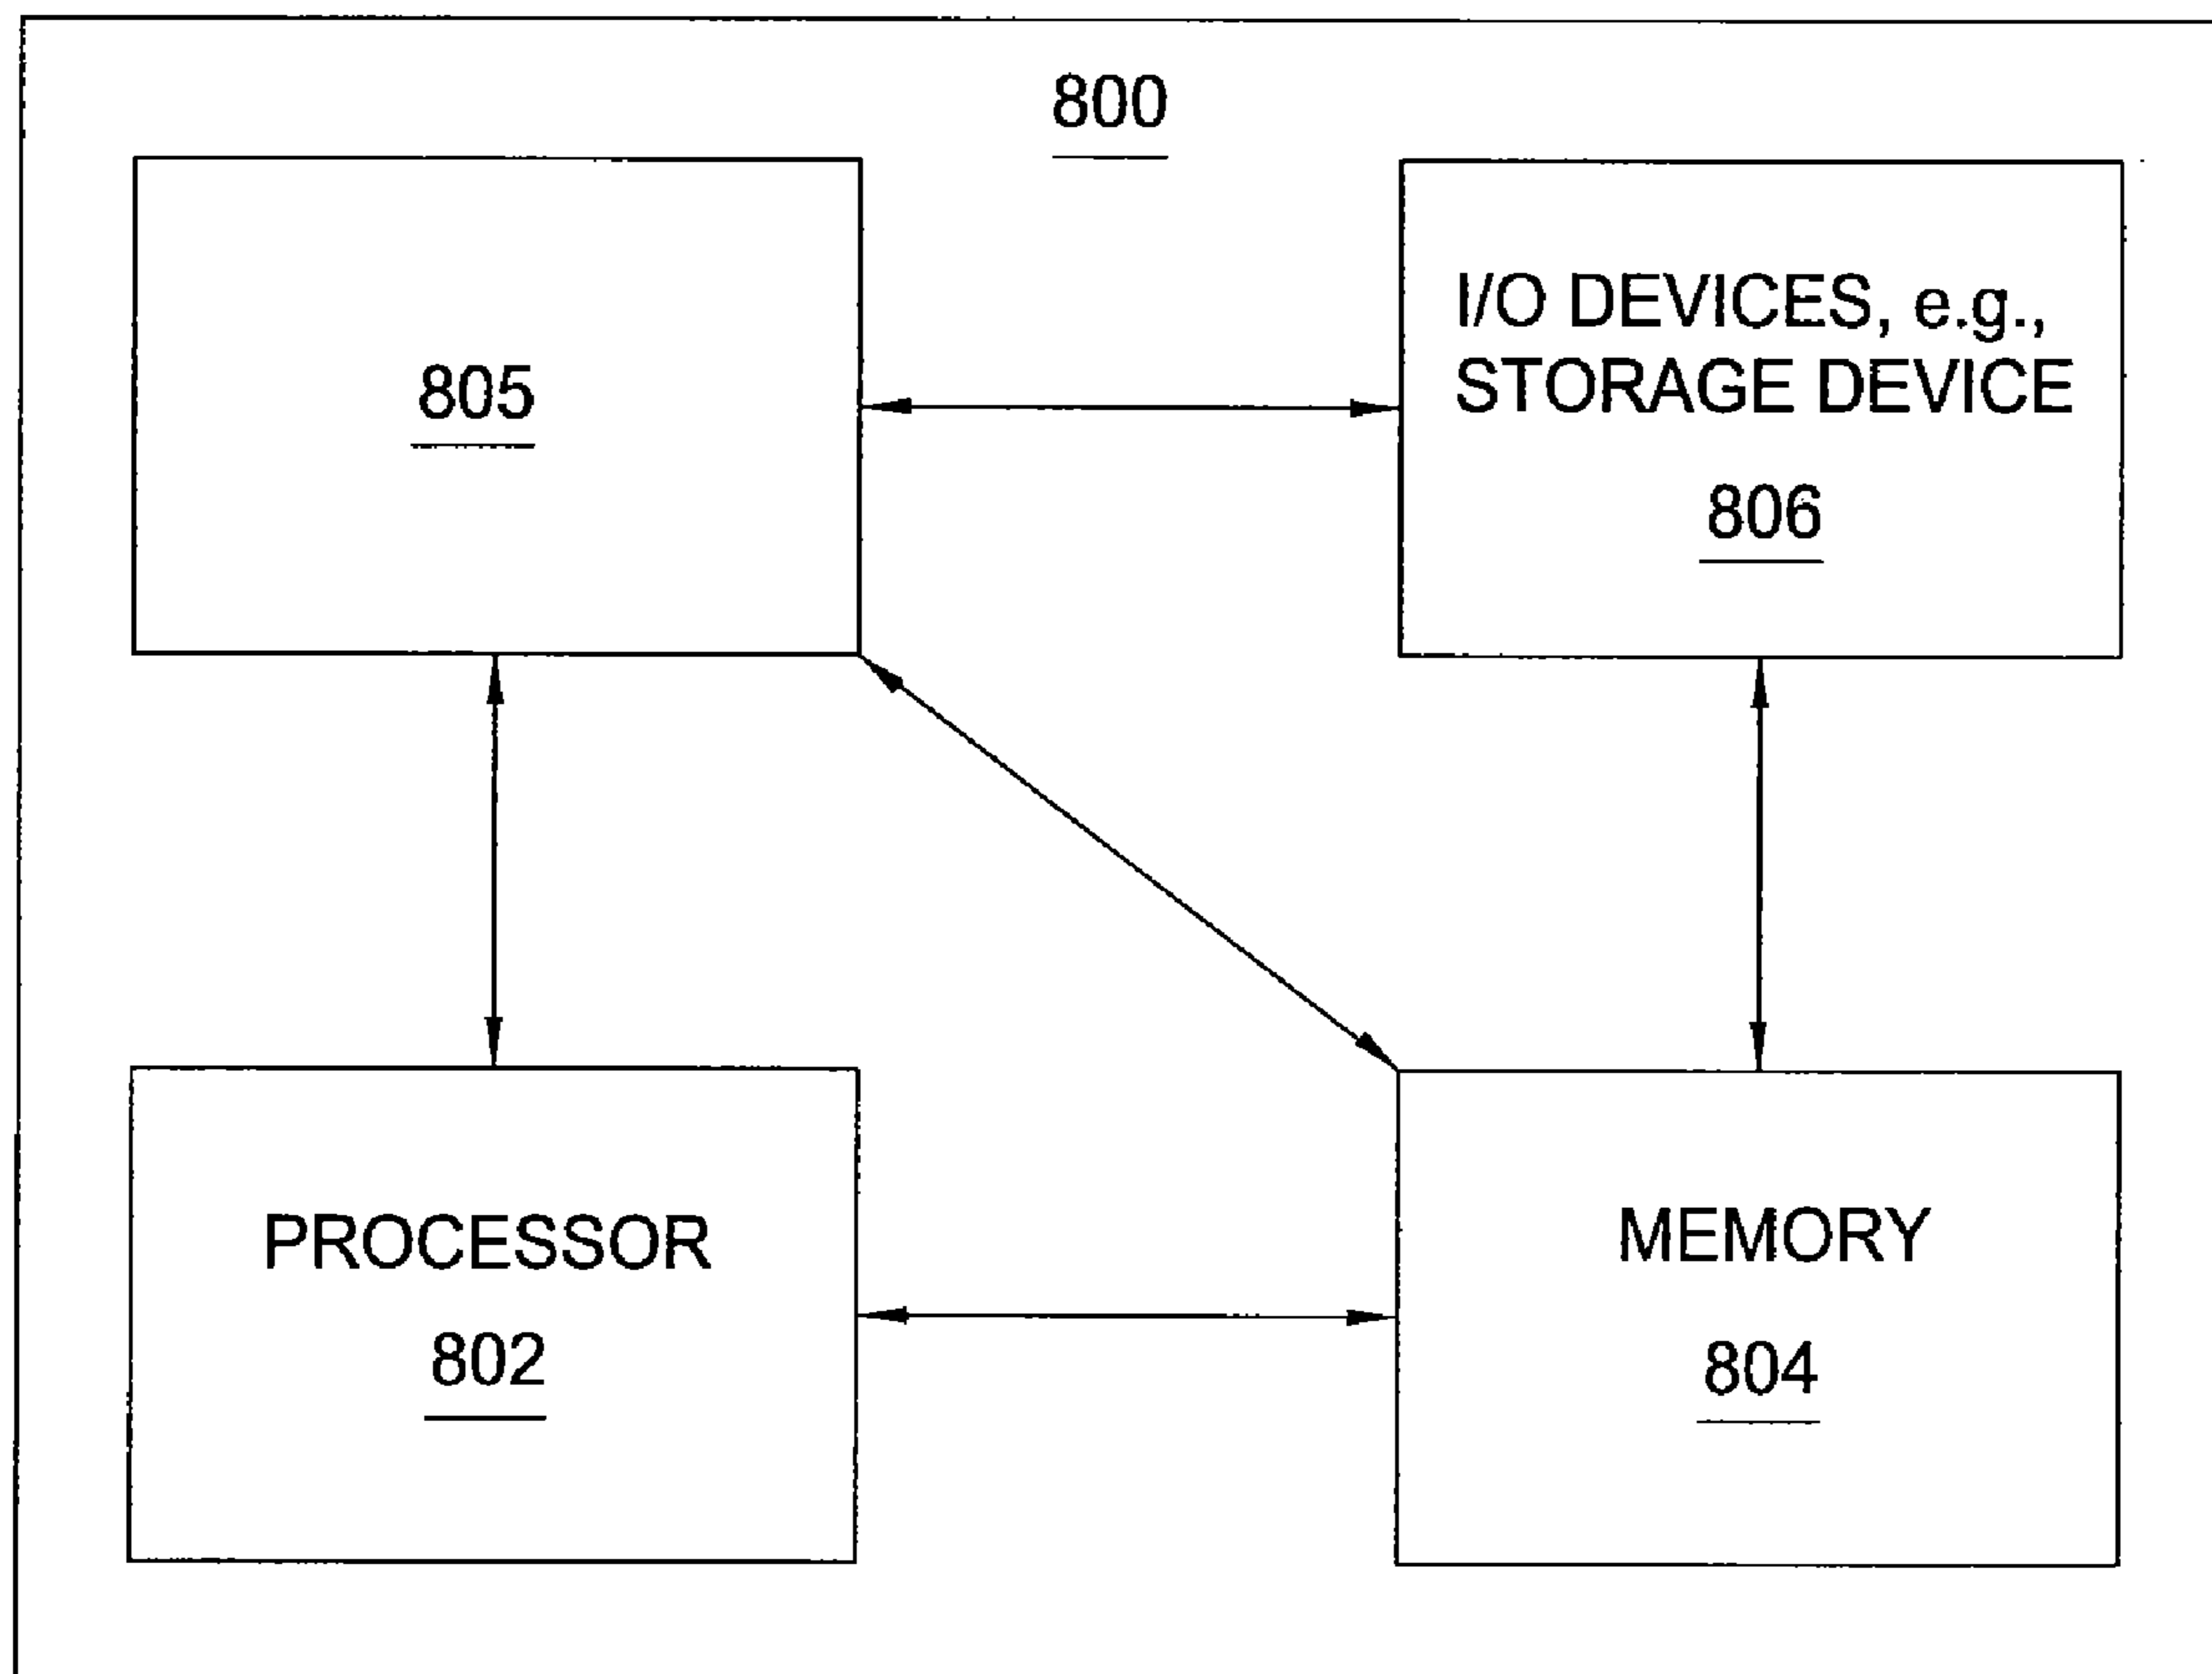 800
805
I/O DEVICES, e.g.,
STORAGE DEVICE
806
PROCESSOR
802
MEMORY
804